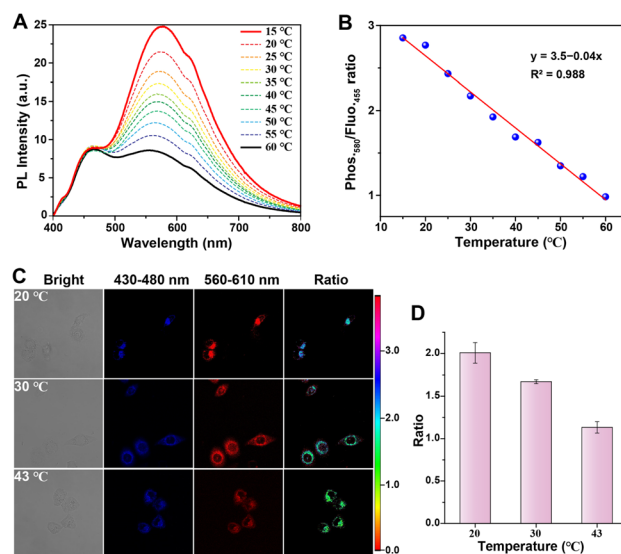 A
PL Intensity (a.u.)
25
20
15
10
5
0
400
500
600
700
800
Wavelength (nm)
15 ℃
20 ℃
25 ℃
30 ℃
35 ℃
40 ℃
45 ℃
50 ℃
55 ℃
60 ℃
B
Phos.580/Fluo.455 ratio
3
2
1
10
20
30
40
50
60
Temperature (℃)
y = 3.5−0.04x
R² = 0.988
C
Bright
430-480 nm
560-610 nm
Ratio
20 ℃
30 ℃
43 ℃
3.0
2.0
1.0
0.0
D
Ratio
2.0
1.5
1.0
0.5
0.0
20
30
43
Temperature (℃)